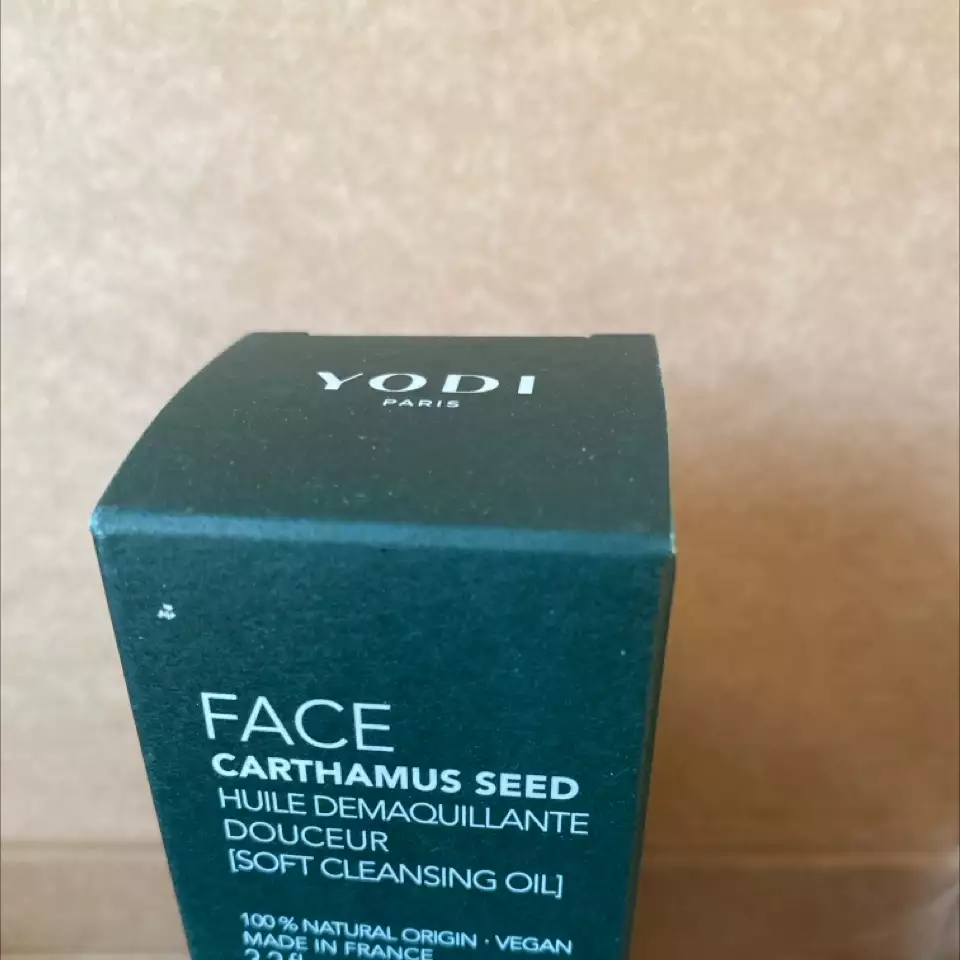 YODI
PARIS
FACE
CARTHAMUS SEED
HUILE DEMAQUILLANTE
DOUCEUR
[SOFT CLEANSING OIL]
100 % NATURAL ORIGIN · VEGAN
MADE IN FRANCE